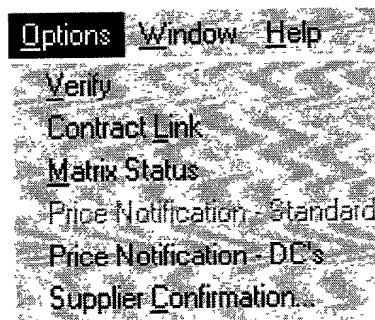 Options Window Help
Verify
Contract Link
Matrix Status
Price Notification - Standard
Price Notification - DC's
Supplier Confirmation...